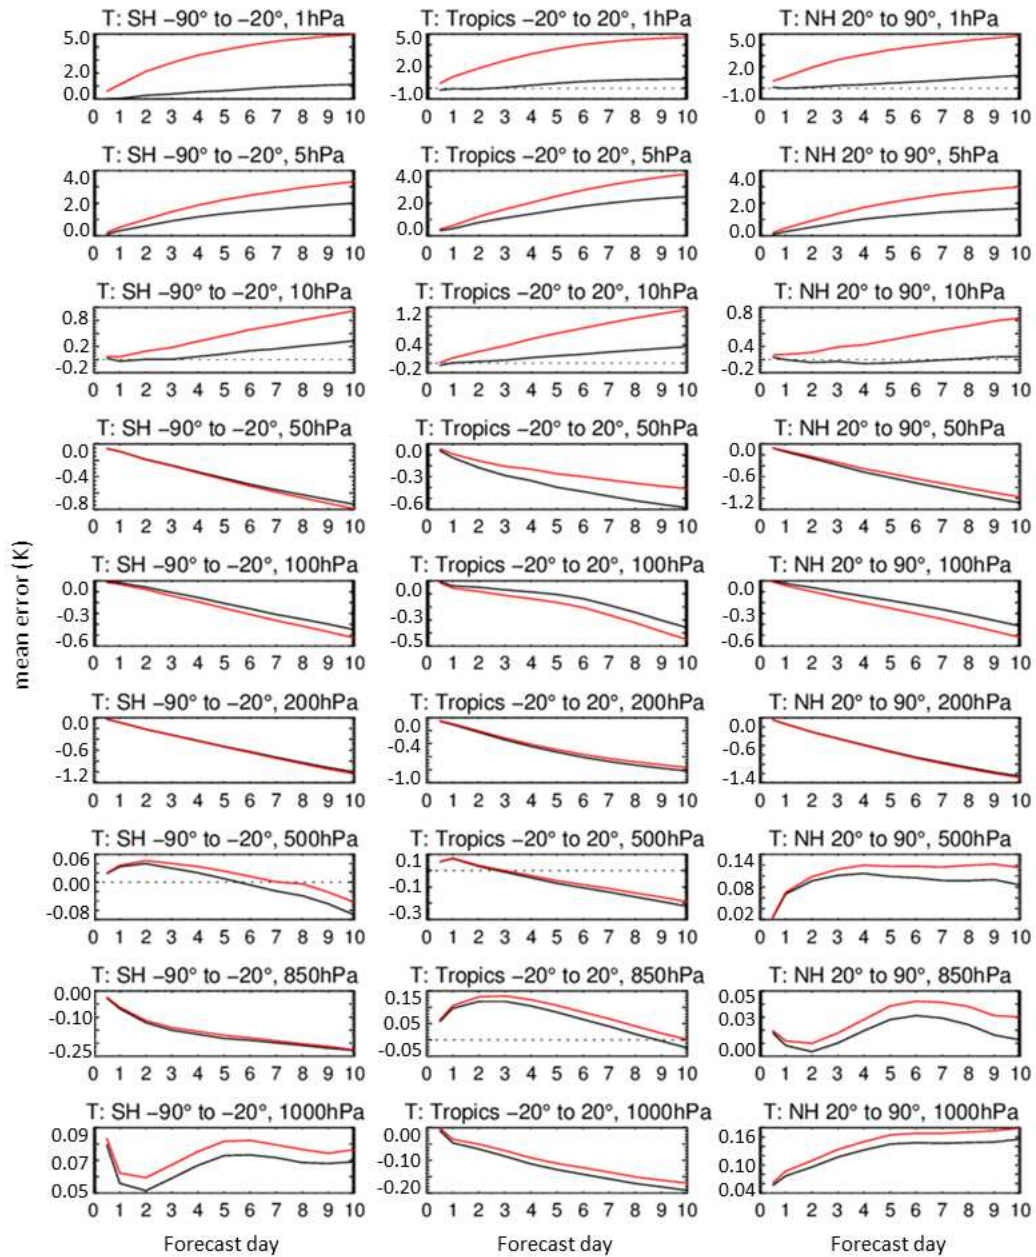 T: SH −90° to −20°, 1hPa T: Tropics −20° to 20°, 1hPa T: NH 20° to 90°, 1hPa
5.0 5.0 5.0
2.0 2.0 2.0
0.0 -1.0 -1.0
0 1 2 3 4 5 6 7 8 9 10 0 1 2 3 4 5 6 7 8 9 10 0 1 2 3 4 5 6 7 8 9 10
T: SH −90° to −20°, 5hPa T: Tropics −20° to 20°, 5hPa T: NH 20° to 90°, 5hPa
4.0 4.0 4.0
2.0 2.0 2.0
0.0 0.0 0.0
0 1 2 3 4 5 6 7 8 9 10 0 1 2 3 4 5 6 7 8 9 10 0 1 2 3 4 5 6 7 8 9 10
T: SH −90° to −20°, 10hPa T: Tropics −20° to 20°, 10hPa T: NH 20° to 90°, 10hPa
0.8 1.2 0.8
0.2 0.4 0.4
-0.2 -0.2 -0.2
0 1 2 3 4 5 6 7 8 9 10 0 1 2 3 4 5 6 7 8 9 10 0 1 2 3 4 5 6 7 8 9 10
T: SH −90° to −20°, 50hPa T: Tropics −20° to 20°, 50hPa T: NH 20° to 90°, 50hPa
0.0 0.0 0.0
-0.4 -0.3 -0.6
-0.8 -0.6 -1.2
0 1 2 3 4 5 6 7 8 9 10 0 1 2 3 4 5 6 7 8 9 10 0 1 2 3 4 5 6 7 8 9 10
T: SH −90° to −20°, 100hPa T: Tropics −20° to 20°, 100hPa T: NH 20° to 90°, 100hPa
0.0 0.0 0.0
-0.3 -0.3 -0.3
-0.6 -0.5 -0.6
0 1 2 3 4 5 6 7 8 9 10 0 1 2 3 4 5 6 7 8 9 10 0 1 2 3 4 5 6 7 8 9 10
mean error (K)
T: SH −90° to −20°, 200hPa T: Tropics −20° to 20°, 200hPa T: NH 20° to 90°, 200hPa
0.0 0.0 0.0
-0.6 -0.4 -0.6
-1.2 -1.0 -1.4
0 1 2 3 4 5 6 7 8 9 10 0 1 2 3 4 5 6 7 8 9 10 0 1 2 3 4 5 6 7 8 9 10
T: SH −90° to −20°, 500hPa T: Tropics −20° to 20°, 500hPa T: NH 20° to 90°, 500hPa
0.06 0.1 0.14
0.00 -0.1 0.08
-0.08 -0.3 0.02
0 1 2 3 4 5 6 7 8 9 10 0 1 2 3 4 5 6 7 8 9 10 0 1 2 3 4 5 6 7 8 9 10
T: SH −90° to −20°, 850hPa T: Tropics −20° to 20°, 850hPa T: NH 20° to 90°, 850hPa
0.00 0.15 0.05
-0.10 0.05 0.03
-0.25 -0.05 0.00
0 1 2 3 4 5 6 7 8 9 10 0 1 2 3 4 5 6 7 8 9 10 0 1 2 3 4 5 6 7 8 9 10
T: SH −90° to −20°, 1000hPa T: Tropics −20° to 20°, 1000hPa T: NH 20° to 90°, 1000hPa
0.09 0.00 0.16
0.07 -0.10 0.10
0.05 -0.20 0.04
0 1 2 3 4 5 6 7 8 9 10 0 1 2 3 4 5 6 7 8 9 10 0 1 2 3 4 5 6 7 8 9 10
Forecast day Forecast day Forecast day